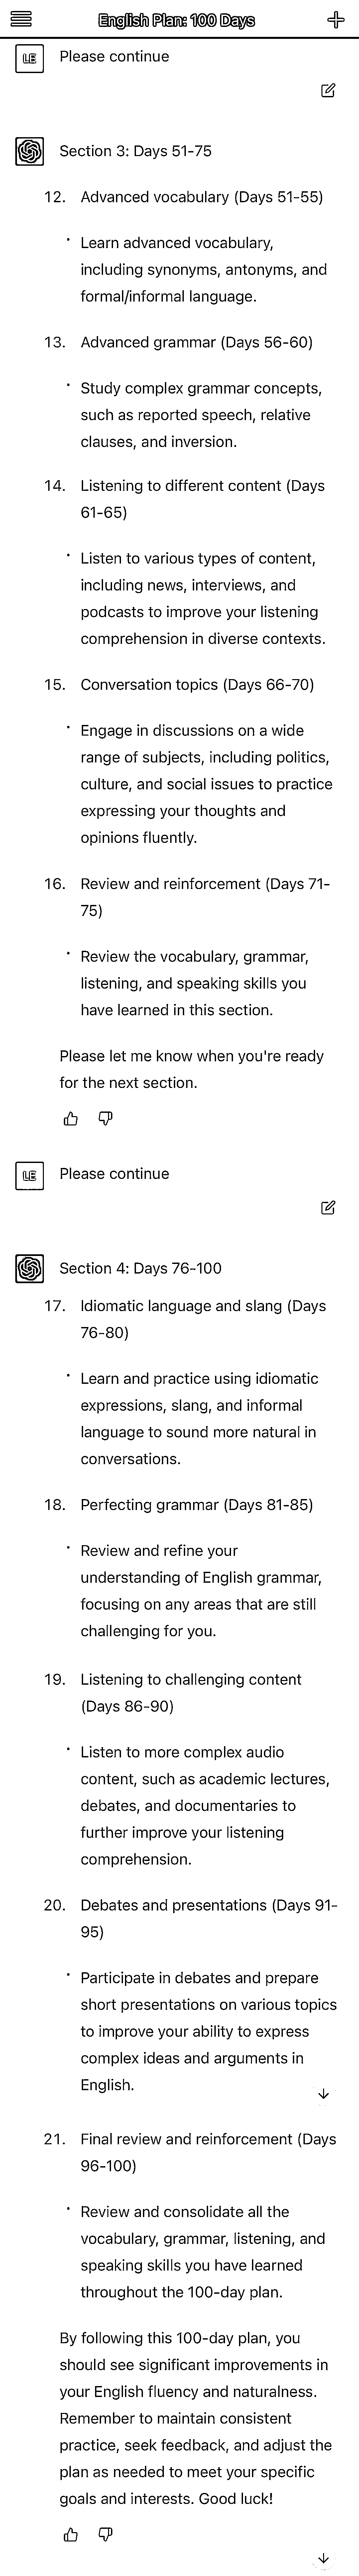 English Plan: 100 Days
LE Please continue
Section 3: Days 51-75
12. Advanced vocabulary (Days 51-55)
· Learn advanced vocabulary,
including synonyms, antonyms, and
formal/informal language.
13. Advanced grammar (Days 56-60)
· Study complex grammar concepts,
such as reported speech, relative
clauses, and inversion.
14. Listening to different content (Days
61-65)
· Listen to various types of content,
including news, interviews, and
podcasts to improve your listening
comprehension in diverse contexts.
15. Conversation topics (Days 66-70)
· Engage in discussions on a wide
range of subjects, including politics,
culture, and social issues to practice
expressing your thoughts and
opinions fluently.
16. Review and reinforcement (Days 71-
75)
· Review the vocabulary, grammar,
listening, and speaking skills you
have learned in this section.
Please let me know when you're ready
for the next section.
LE Please continue
Section 4: Days 76-100
17. Idiomatic language and slang (Days
76-80)
· Learn and practice using idiomatic
expressions, slang, and informal
language to sound more natural in
conversations.
18. Perfecting grammar (Days 81-85)
· Review and refine your
understanding of English grammar,
focusing on any areas that are still
challenging for you.
19. Listening to challenging content
(Days 86-90)
· Listen to more complex audio
content, such as academic lectures,
debates, and documentaries to
further improve your listening
comprehension.
20. Debates and presentations (Days 91-
95)
· Participate in debates and prepare
short presentations on various topics
to improve your ability to express
complex ideas and arguments in
English.
21. Final review and reinforcement (Days
96-100)
· Review and consolidate all the
vocabulary, grammar, listening, and
speaking skills you have learned
throughout the 100-day plan.
By following this 100-day plan, you
should see significant improvements in
your English fluency and naturalness.
Remember to maintain consistent
practice, seek feedback, and adjust the
plan as needed to meet your specific
goals and interests. Good luck!